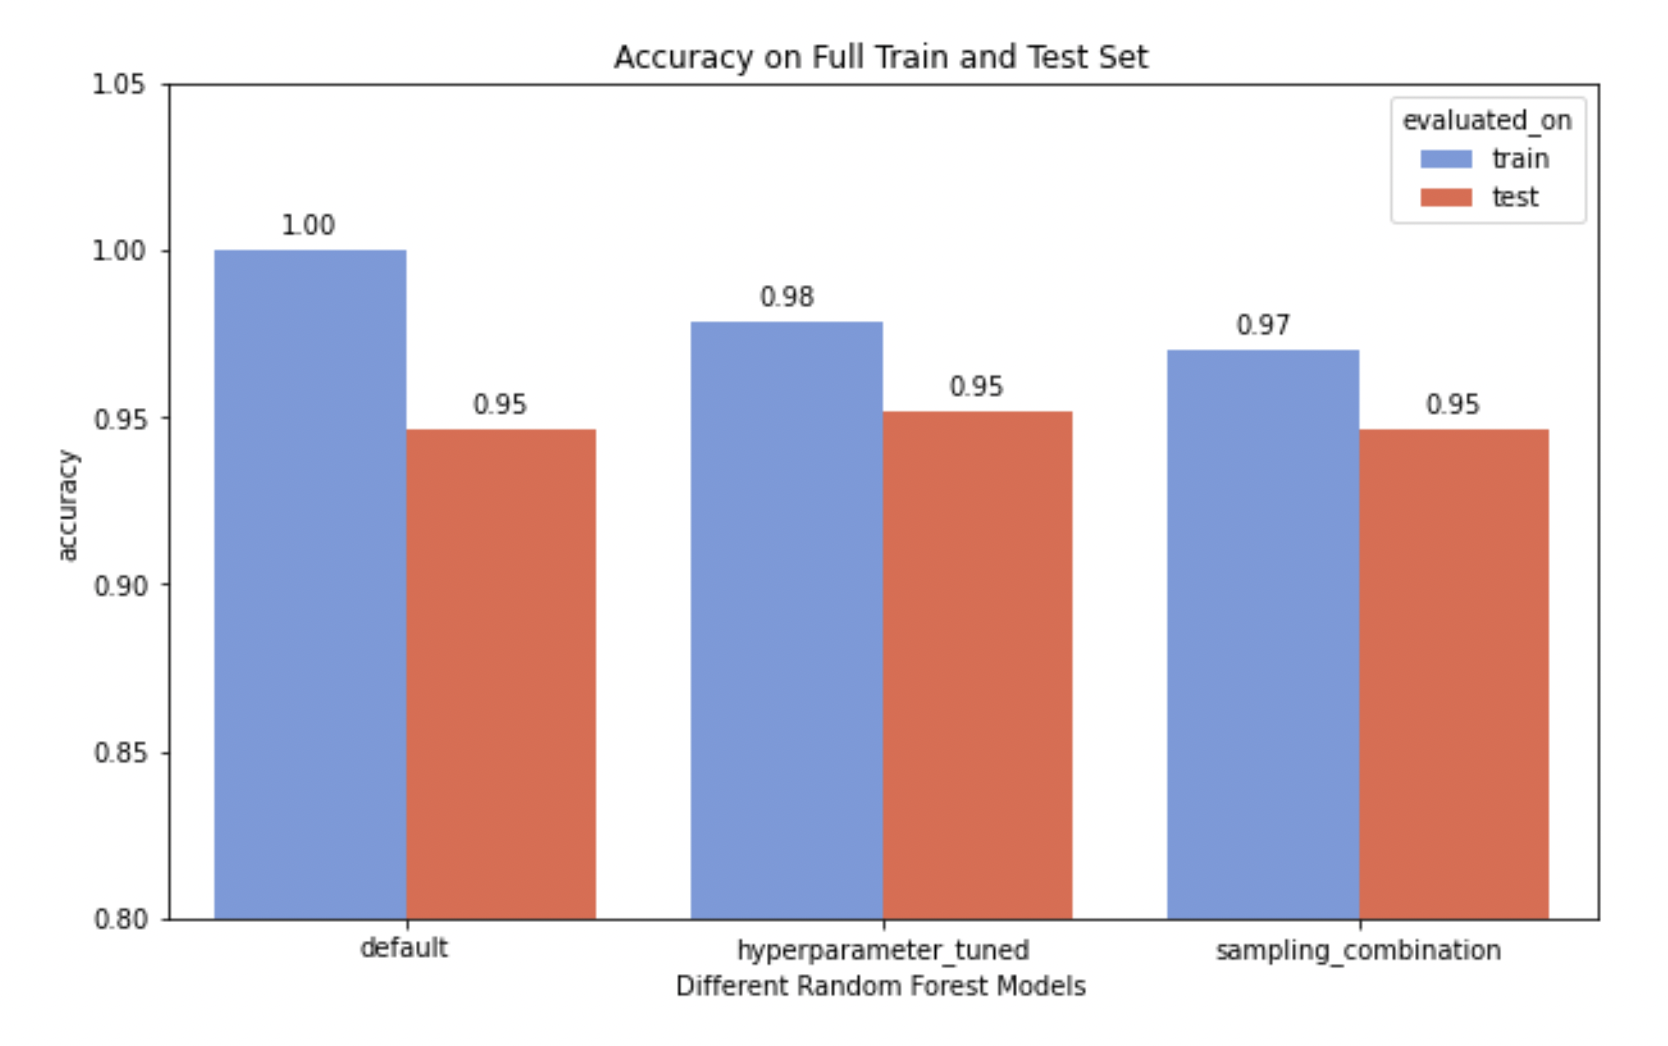 Accuracy on Full Train and Test Set
1.05
1.00
0.95
0.90
0.85
0.80
accuracy
evaluated_on
train
test
1.00
0.95
0.98
0.95
0.97
0.95
default
hyperparameter_tuned
sampling_combination
Different Random Forest Models